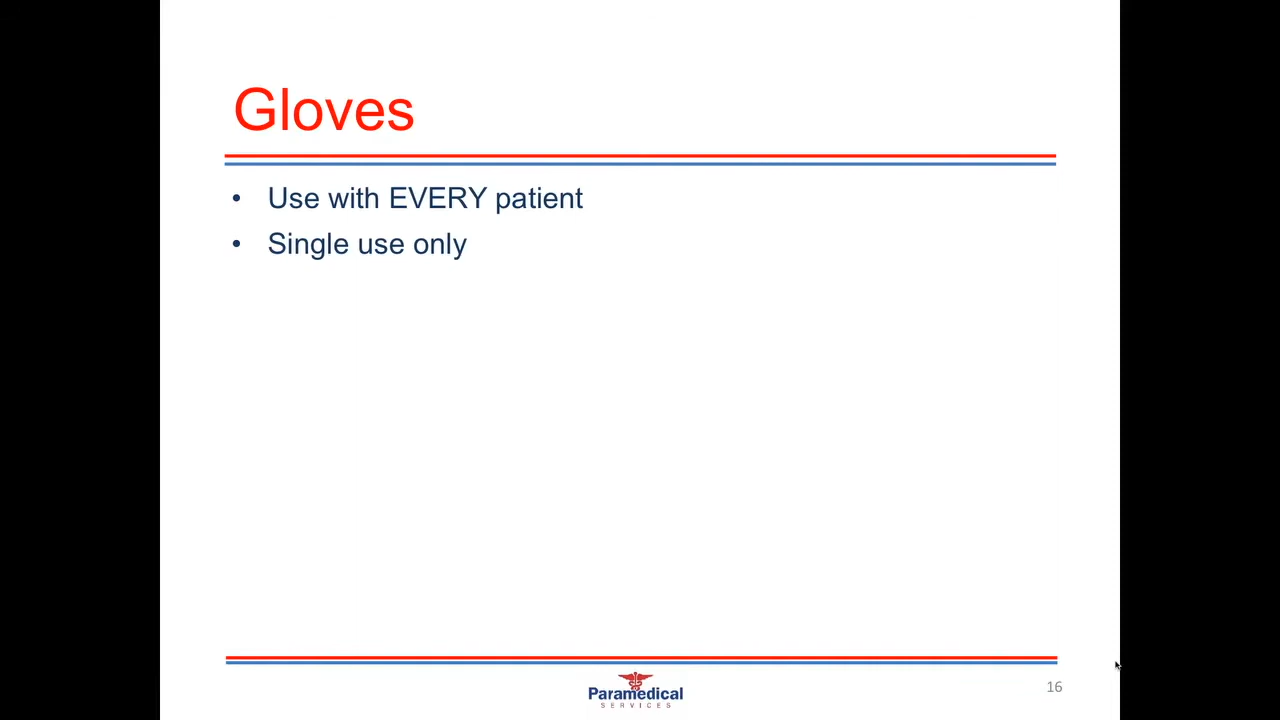 Gloves
• Use with EVERY patient
• Single use only
Paramedical
SERVICES
16